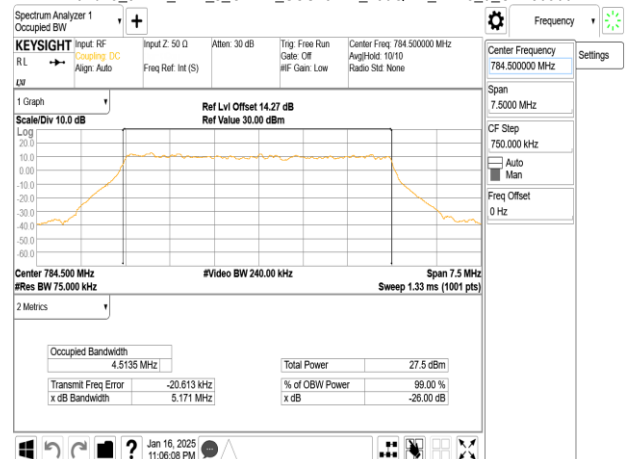 Spectrum Analyzer 1
Occupied BW
Frequency
KEYSIGHT
Input: RF
Coupling: DC
Align: Auto
Input Z: 50 Ω
Freq Ref: Int (S)
Atten: 30 dB
Trig: Free Run
Gate: Off
#IF Gain: Low
Center Freq: 784.500000 MHz
Avg|Hold: 10/10
Radio Std: None
RL
LXI
Center Frequency
784.500000 MHz
Settings
Span
7.5000 MHz
CF Step
750.000 kHz
Auto
Man
Freq Offset
0 Hz
1 Graph
Scale/Div 10.0 dB
Ref Lvl Offset 14.27 dB
Ref Value 30.00 dBm
Log
20.0
10.0
0.00
-10.0
-20.0
-30.0
-40.0
-50.0
-60.0
Center 784.500 MHz
#Video BW 240.00 kHz
Span 7.5 MHz
#Res BW 75.000 kHz
Sweep 1.33 ms (1001 pts)
2 Metrics
Occupied Bandwidth
4.5135 MHz
Total Power 27.5 dBm
Transmit Freq Error -20.613 kHz
% of OBW Power 99.00 %
x dB Bandwidth 5.171 MHz
x dB -26.00 dB
?
Jan 16, 2025
11:06:08 PM